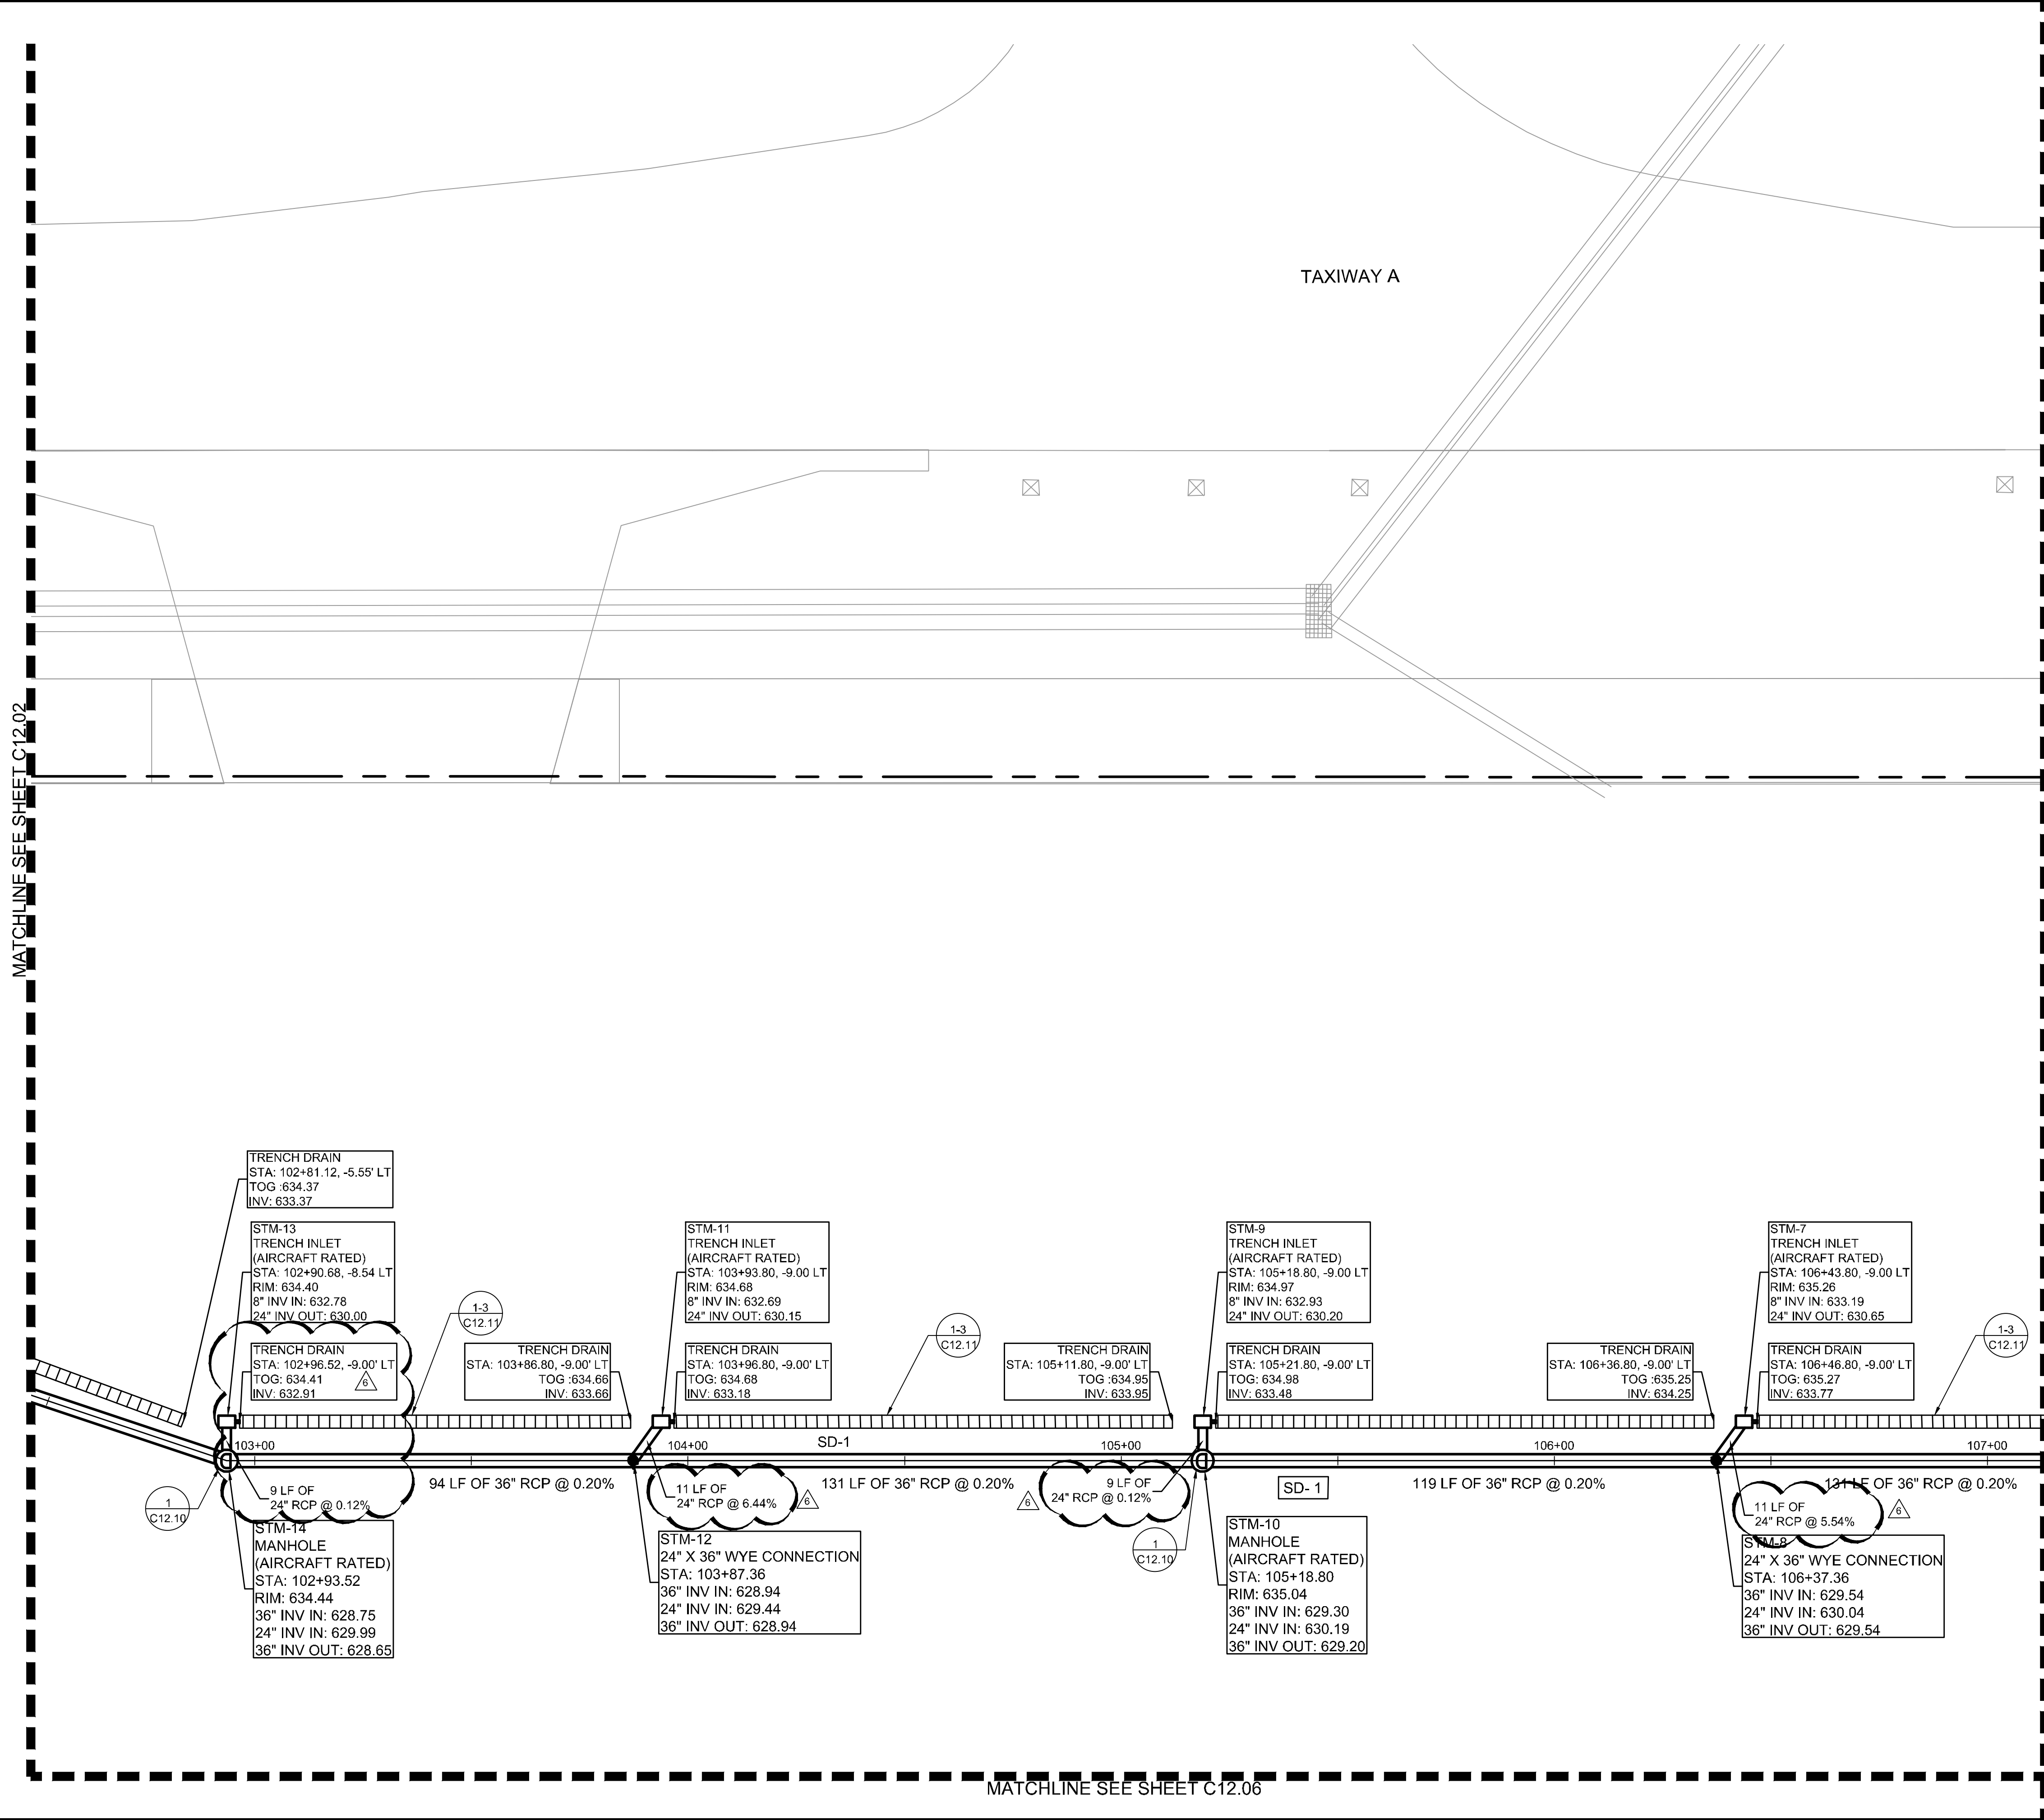 TAXIWAY A
MATCHLINE SEE SHEET C12.02
TRENCH DRAIN
STA: 102+81.12, -5.55' LT
TOG :634.37
INV: 633.37
STM-13
TRENCH INLET
(AIRCRAFT RATED)
STA: 102+90.68, -8.54 LT
RIM: 634.40
8" INV IN: 632.78
24" INV OUT: 630.00
STM-11
TRENCH INLET
(AIRCRAFT RATED)
STA: 103+93.80, -9.00 LT
RIM: 634.68
8" INV IN: 632.69
24" INV OUT: 630.15
STM-9
TRENCH INLET
(AIRCRAFT RATED)
STA: 105+18.80, -9.00 LT
RIM: 634.97
8" INV IN: 632.93
24" INV OUT: 630.20
STM-7
TRENCH INLET
(AIRCRAFT RATED)
STA: 106+43.80, -9.00 LT
RIM: 635.26
8" INV IN: 633.19
24" INV OUT: 630.65
1-3
C12.11
1-3
C12.11
1-3
C12.11
TRENCH DRAIN
STA: 102+96.52, -9.00' LT
TOG: 634.41
INV: 632.91
6
TRENCH DRAIN
STA: 103+86.80, -9.00' LT
TOG :634.66
INV: 633.66
TRENCH DRAIN
STA: 103+96.80, -9.00' LT
TOG: 634.68
INV: 633.18
TRENCH DRAIN
STA: 105+11.80, -9.00' LT
TOG :634.95
INV: 633.95
TRENCH DRAIN
STA: 105+21.80, -9.00' LT
TOG: 634.98
INV: 633.48
TRENCH DRAIN
STA: 106+36.80, -9.00' LT
TOG :635.25
INV: 634.25
TRENCH DRAIN
STA: 106+46.80, -9.00' LT
TOG: 635.27
INV: 633.77
103+00
104+00
SD-1
105+00
106+00
107+00
94 LF OF 36" RCP @ 0.20%
131 LF OF 36" RCP @ 0.20%
SD- 1
119 LF OF 36" RCP @ 0.20%
131 LF OF 36" RCP @ 0.20%
1
C12.10
9 LF OF
24" RCP @ 0.12%
11 LF OF
24" RCP @ 6.44%
6
6
9 LF OF
24" RCP @ 0.12%
11 LF OF
24" RCP @ 5.54%
6
1
C12.10
STM-14
MANHOLE
(AIRCRAFT RATED)
STA: 102+93.52
RIM: 634.44
36" INV IN: 628.75
24" INV IN: 629.99
36" INV OUT: 628.65
STM-12
24" X 36" WYE CONNECTION
STA: 103+87.36
36" INV IN: 628.94
24" INV IN: 629.44
36" INV OUT: 628.94
STM-10
MANHOLE
(AIRCRAFT RATED)
STA: 105+18.80
RIM: 635.04
36" INV IN: 629.30
24" INV IN: 630.19
36" INV OUT: 629.20
STM-8
24" X 36" WYE CONNECTION
STA: 106+37.36
36" INV IN: 629.54
24" INV IN: 630.04
36" INV OUT: 629.54
MATCHLINE SEE SHEET C12.06